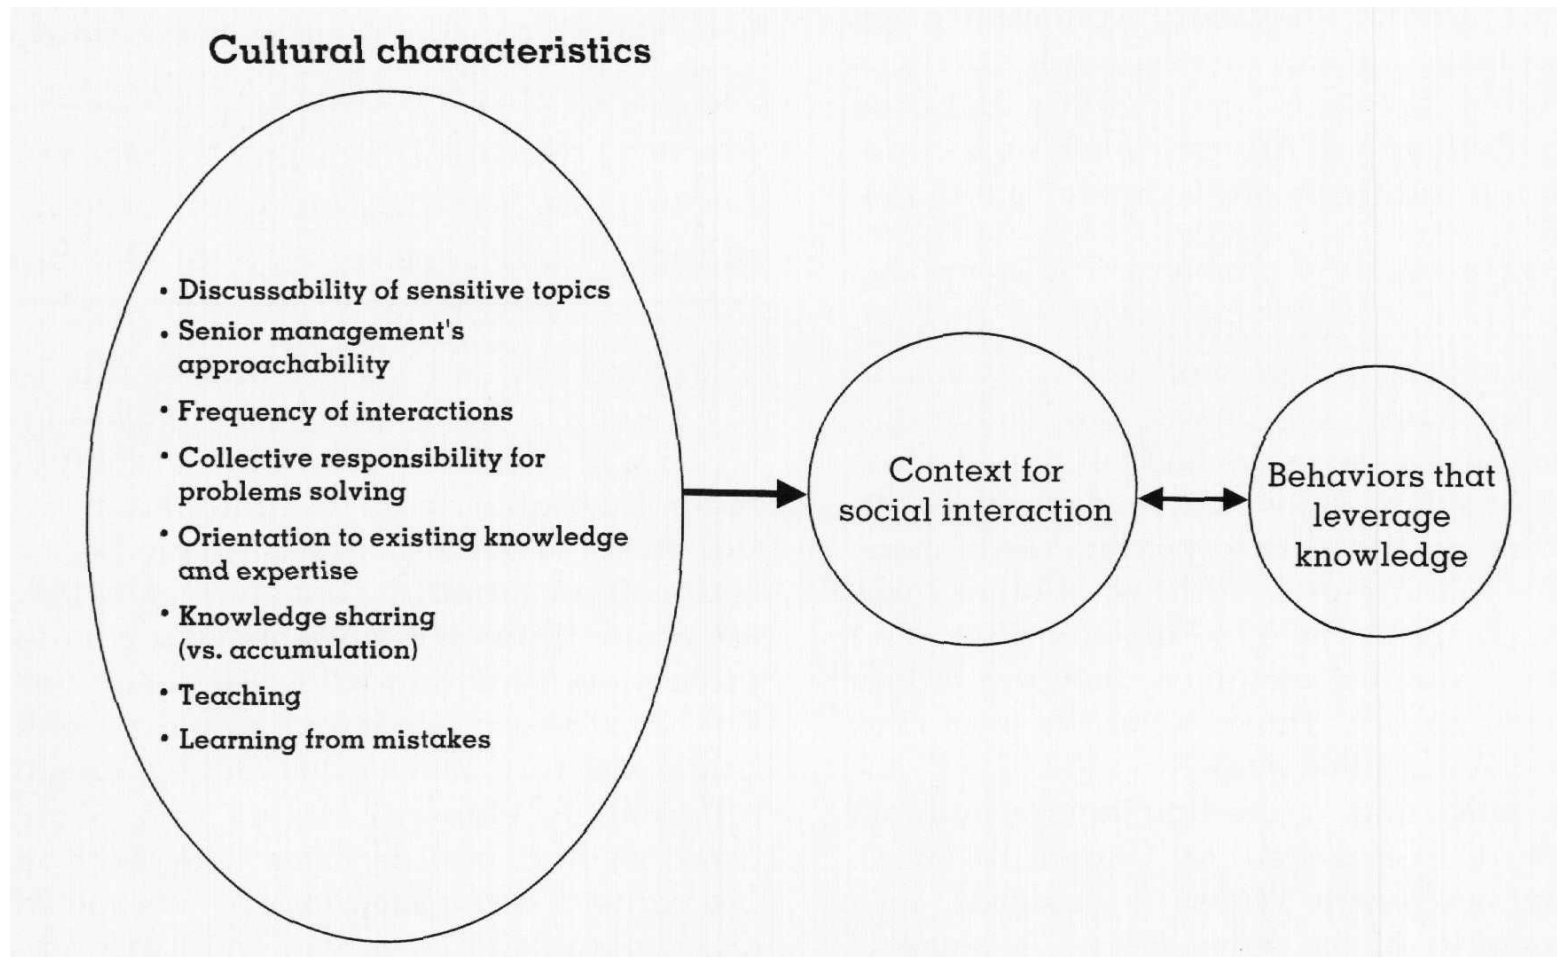 Cultural characteristics
• Discussability of sensitive topics
• Senior management's
approachability
• Frequency of interactions
• Collective responsibility for
problems solving
• Orientation to existing knowledge
and expertise
• Knowledge sharing
(vs. accumulation)
• Teaching
• Learning from mistakes
Context for
social interaction
Behaviors that
leverage
knowledge